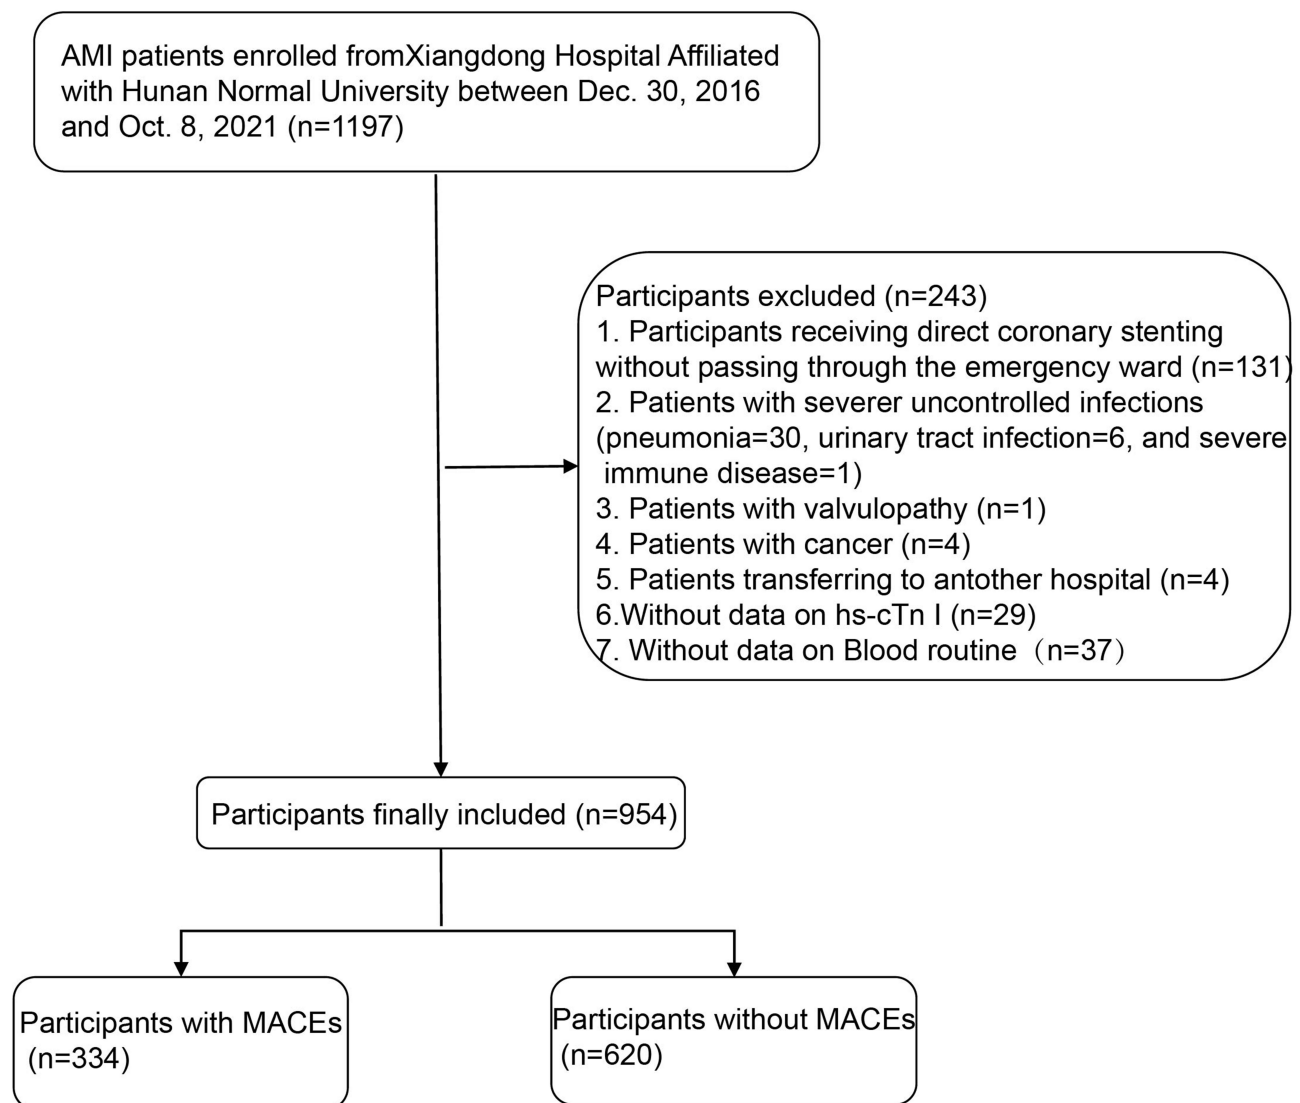 AMI patients enrolled fromXiangdong Hospital Affiliated
with Hunan Normal University between Dec. 30, 2016
and Oct. 8, 2021 (n=1197)
Participants excluded (n=243)
1. Participants receiving direct coronary stenting
without passing through the emergency ward (n=131)
2. Patients with severer uncontrolled infections
(pneumonia=30, urinary tract infection=6, and severe
immune disease=1)
3. Patients with valvulopathy (n=1)
4. Patients with cancer (n=4)
5. Patients transferring to antother hospital (n=4)
6.Without data on hs-cTn I (n=29)
7. Without data on Blood routine（n=37）
Participants finally included (n=954)
Participants with MACEs
(n=334)
Participants without MACEs
(n=620)